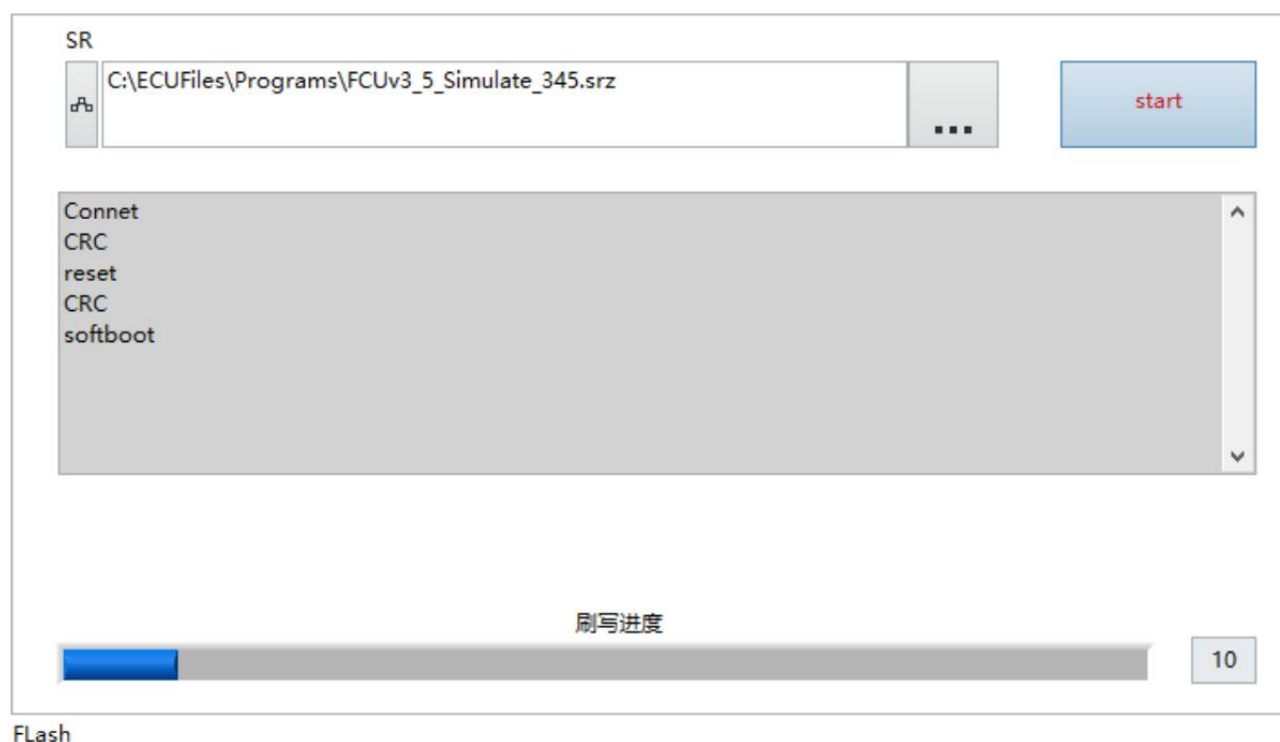 SR
C:\ECUFiles\Programs\FCUv3_5_Simulate_345.srz
...
start
Connet
CRC
reset
CRC
softboot
刷写进度
10
FLash